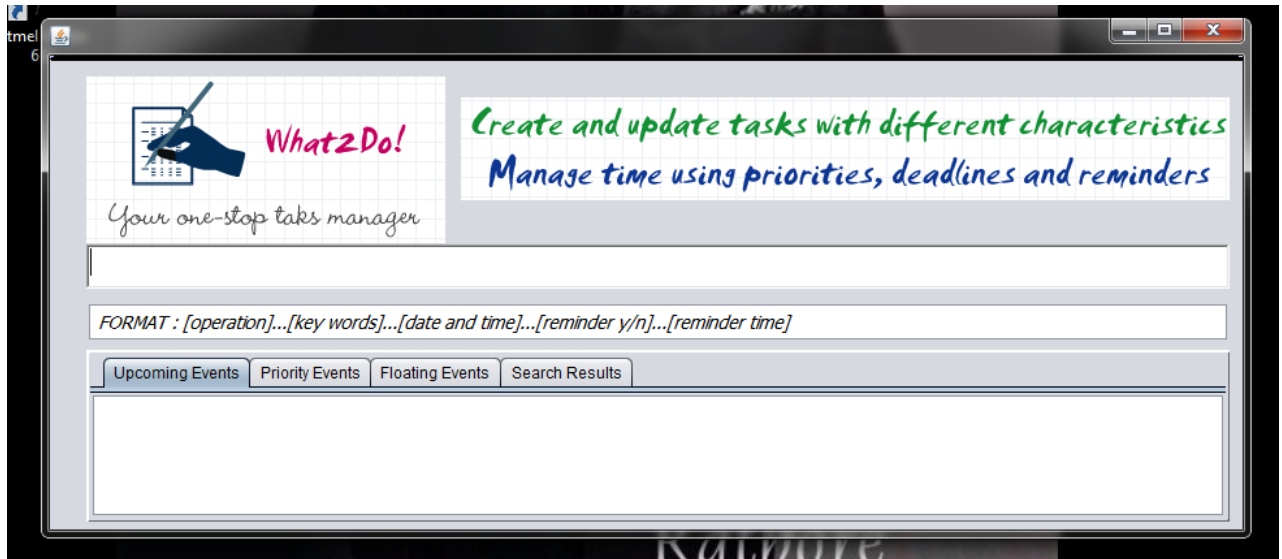 tmel
6
What2Do!
Your one-stop taks manager
Create and update tasks with different characteristics
Manage time using priorities, deadlines and reminders
FORMAT : [operation]...[key words]...[date and time]...[reminder y/n]...[reminder time]
Upcoming Events Priority Events Floating Events Search Results